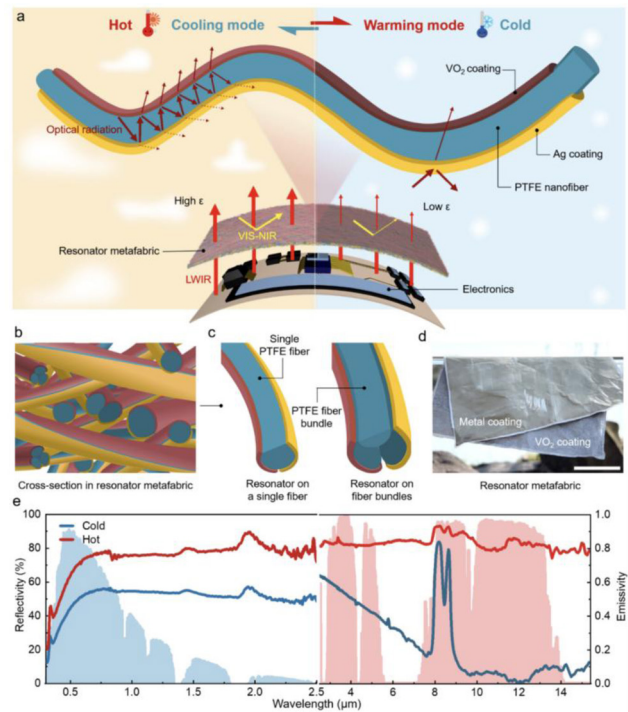 a
Hot Cooling mode Warming mode Cold
VO₂ coating
Optical radiation
Ag coating
PTFE nanofiber
High ε
Low ε
VIS-NIR
Resonator metafabric
LWIR
Electronics
b
c
d
Single
PTFE fiber
PTFE fiber
bundle
Metal coating
VO₂ coating
Cross-section in resonator metafabric
Resonator on
a single fiber
Resonator on
fiber bundles
Resonator metafabric
e
100
80
60
40
20
0
Reflectivity (%)
Cold
Hot
1.0
0.8
0.6
0.4
0.2
0.0
Emissivity
0.5 1.0 1.5 2.0 2.5 4 6 8 10 12 14
Wavelength (μm)